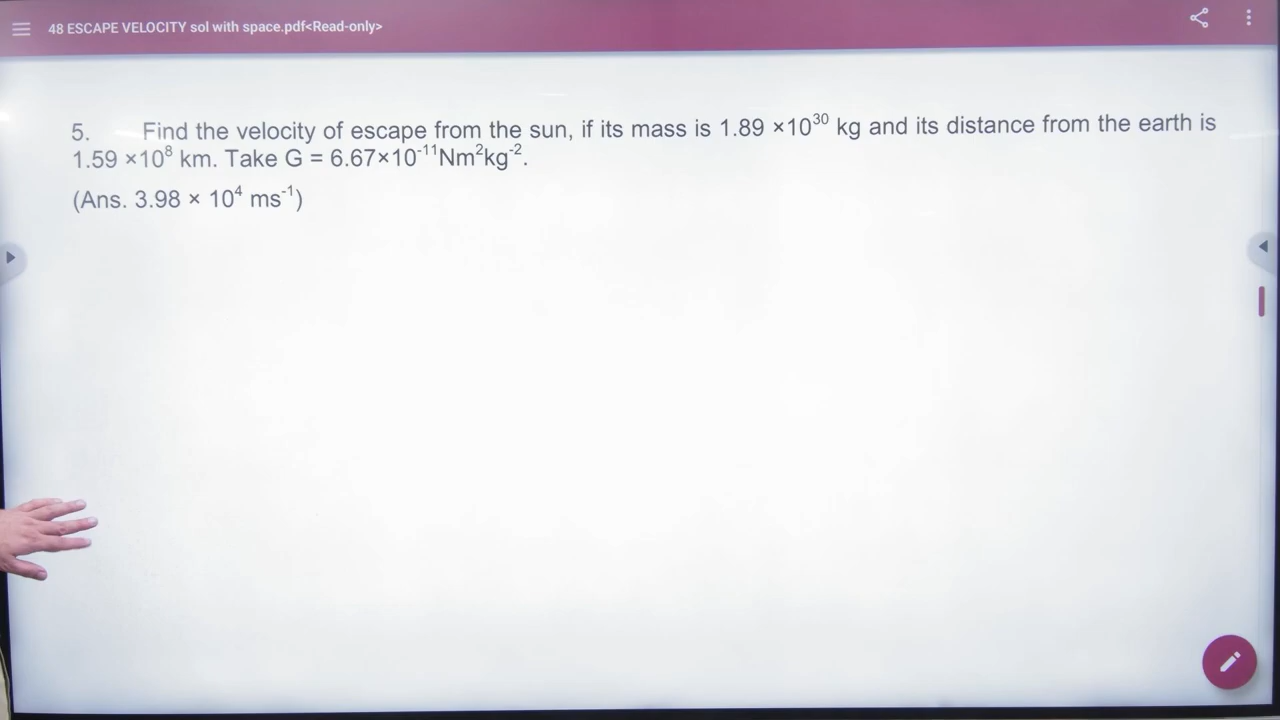 48 ESCAPE VELOCITY sol with space.pdf<Read-only>
5. Find the velocity of escape from the sun, if its mass is 1.89 ×10³⁰ kg and its distance from the earth is
1.59 ×10⁸ km. Take G = 6.67×10⁻¹¹Nm²kg⁻².
(Ans. 3.98 × 10⁴ ms⁻¹)